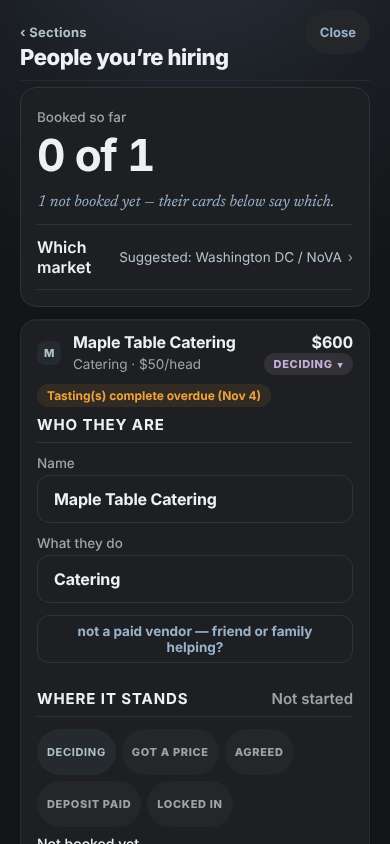 ‹ Sections
Close
People you’re hiring
Booked so far
0 of 1
1 not booked yet — their cards below say which.
Which market
Suggested: Washington DC / NoVA ›
M
Maple Table Catering
$600
Catering · $50/head
DECIDING ▾
Tasting(s) complete overdue (Nov 4)
WHO THEY ARE
Name
Maple Table Catering
What they do
Catering
not a paid vendor — friend or family
helping?
WHERE IT STANDS
Not started
DECIDING
GOT A PRICE
AGREED
DEPOSIT PAID
LOCKED IN
Not booked yet